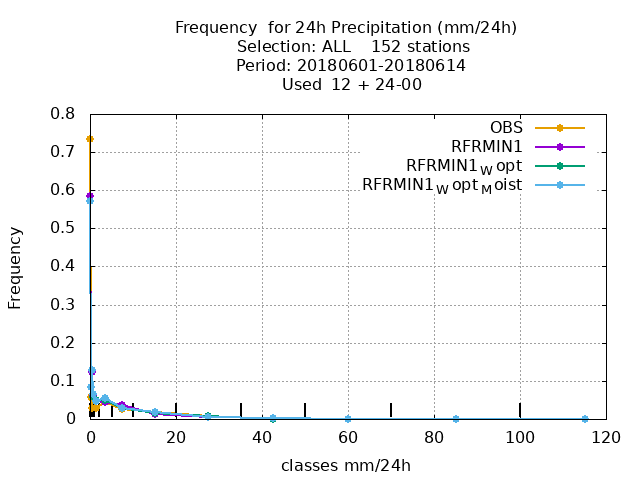 Frequency  for 24h Precipitation (mm/24h)
Selection: ALL    152 stations
Period: 20180601-20180614
Used  12 + 24-00
OBS
RFRMIN1
RFRMIN1Wopt
RFRMIN1WoptMoist
Frequency
0.8
0.7
0.6
0.5
0.4
0.3
0.2
0.1
0
0 20 40 60 80 100 120
classes mm/24h